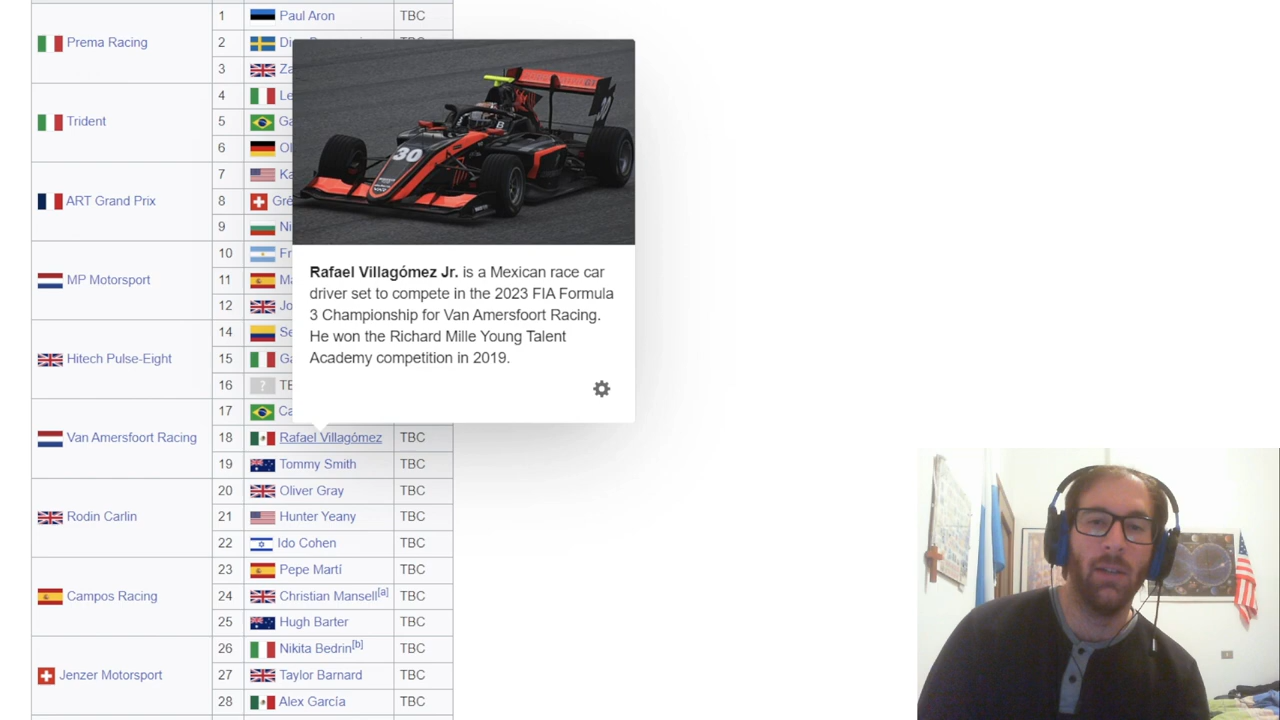 1 Paul Aron TBC
Prema Racing 2
3
4
Trident 5
6
7
ART Grand Prix 8 Gré
9
10
MP Motorsport 11
12
14
Hitech Pulse-Eight 15
16
17
Van Amersfoort Racing 18 Rafael Villagómez TBC
19 Tommy Smith TBC
20 Oliver Gray TBC
Rodin Carlin 21 Hunter Yeany TBC
22 Ido Cohen TBC
23 Pepe Martí TBC
Campos Racing 24 Christian Mansell[a] TBC
25 Hugh Barter TBC
26 Nikita Bedrin[b] TBC
Jenzer Motorsport 27 Taylor Barnard TBC
28 Alex García TBC
30
Rafael Villagómez Jr. is a Mexican race car
driver set to compete in the 2023 FIA Formula
3 Championship for Van Amersfoort Racing.
He won the Richard Mille Young Talent
Academy competition in 2019.